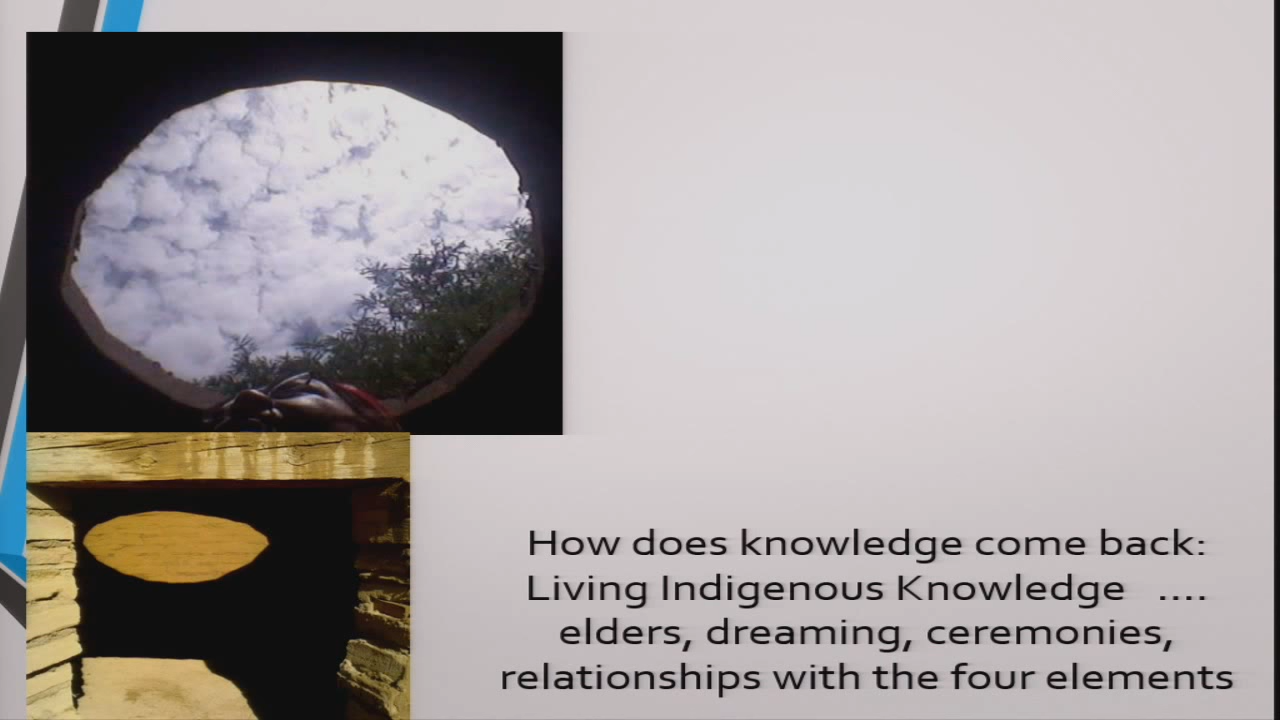 How does knowledge come back:
Living Indigenous Knowledge ....
elders, dreaming, ceremonies,
relationships with the four elements